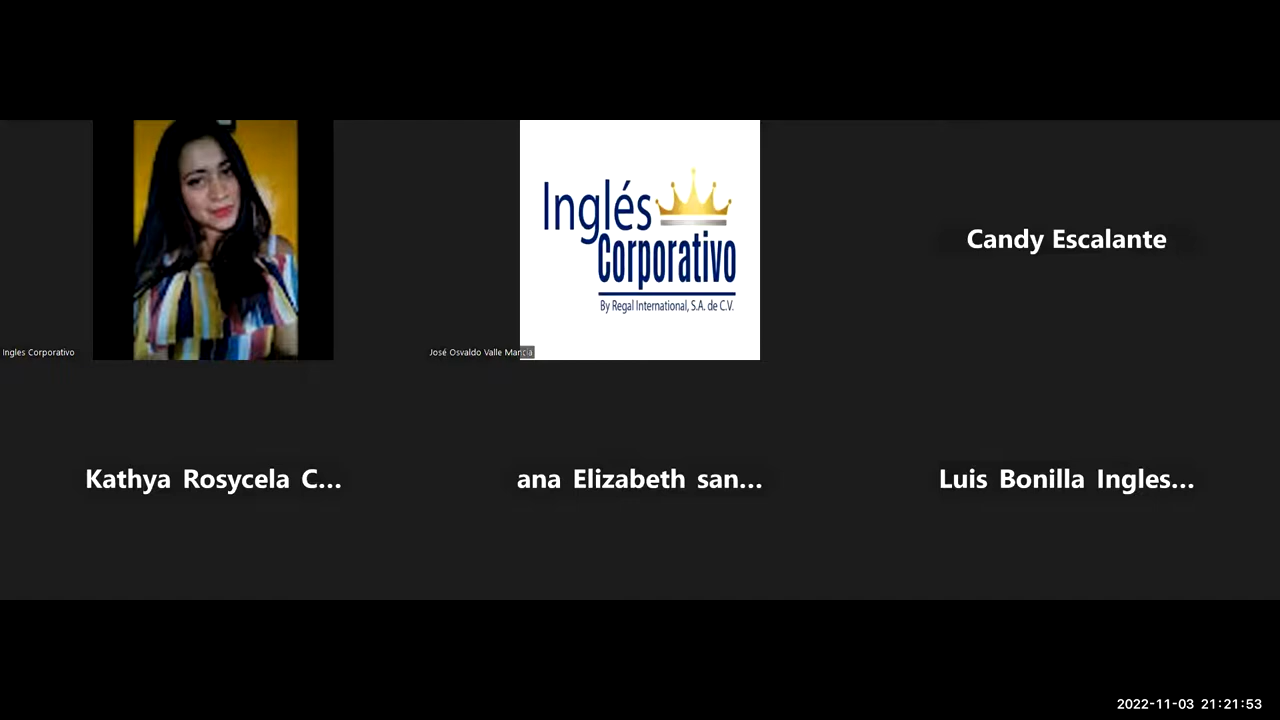 Inglés
Corporativo
By Regal International, S.A. de C.V.
Candy Escalante
Ingles Corporativo
José Osvaldo Valle Mancía
Kathya Rosycela C...
ana Elizabeth san...
Luis Bonilla Ingles...
2022-11-03 21:21:53